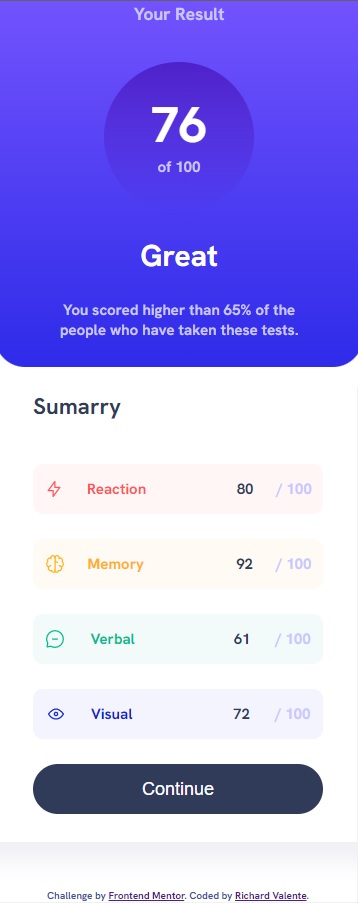 Your Result
76
of 100
Great
You scored higher than 65% of the
people who have taken these tests.
Sumarry
Reaction 80 / 100
Memory 92 / 100
Verbal 61 / 100
Visual 72 / 100
Continue
Challenge by Frontend Mentor. Coded by Richard Valente.